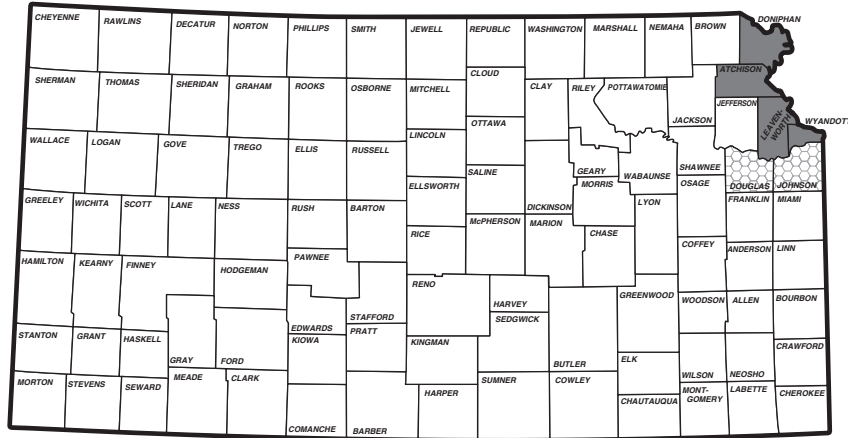 CHEYENNE
RAWLINS
DECATUR
NORTON
PHILLIPS
SMITH
JEWELL
REPUBLIC
WASHINGTON
MARSHALL
NEMAHA
BROWN
DONIPHAN
SHERMAN
THOMAS
SHERIDAN
GRAHAM
ROOKS
OSBORNE
MITCHELL
CLOUD
CLAY
RILEY
POTTAWATOMIE
JACKSON
ATCHISON
JEFFERSON
LEAVEN-
WORTH
WYANDOTT
LINCOLN
OTTAWA
WALLACE
LOGAN
GOVE
TREGO
ELLIS
RUSSELL
ELLSWORTH
SALINE
DICKINSON
GEARY
MORRIS
WABAUNSE
SHAWNEE
OSAGE
DOUGLAS
JOHNSON
GREELEY
WICHITA
SCOTT
LANE
NESS
RUSH
BARTON
RICE
McPHERSON
MARION
CHASE
LYON
FRANKLIN
MIAMI
HAMILTON
KEARNY
FINNEY
HODGEMAN
PAWNEE
STAFFORD
RENO
HARVEY
SEDGWICK
BUTLER
GREENWOOD
COFFEY
ANDERSON
LINN
WOODSON
ALLEN
BOURBON
STANTON
GRANT
HASKELL
GRAY
FORD
EDWARDS
KIOWA
PRATT
KINGMAN
ELK
WILSON
NEOSHO
CRAWFORD
MORTON
STEVENS
SEWARD
MEADE
CLARK
COMANCHE
BARBER
HARPER
SUMNER
COWLEY
CHAUTAUQUA
MONT-
GOMERY
LABETTE
CHEROKEE